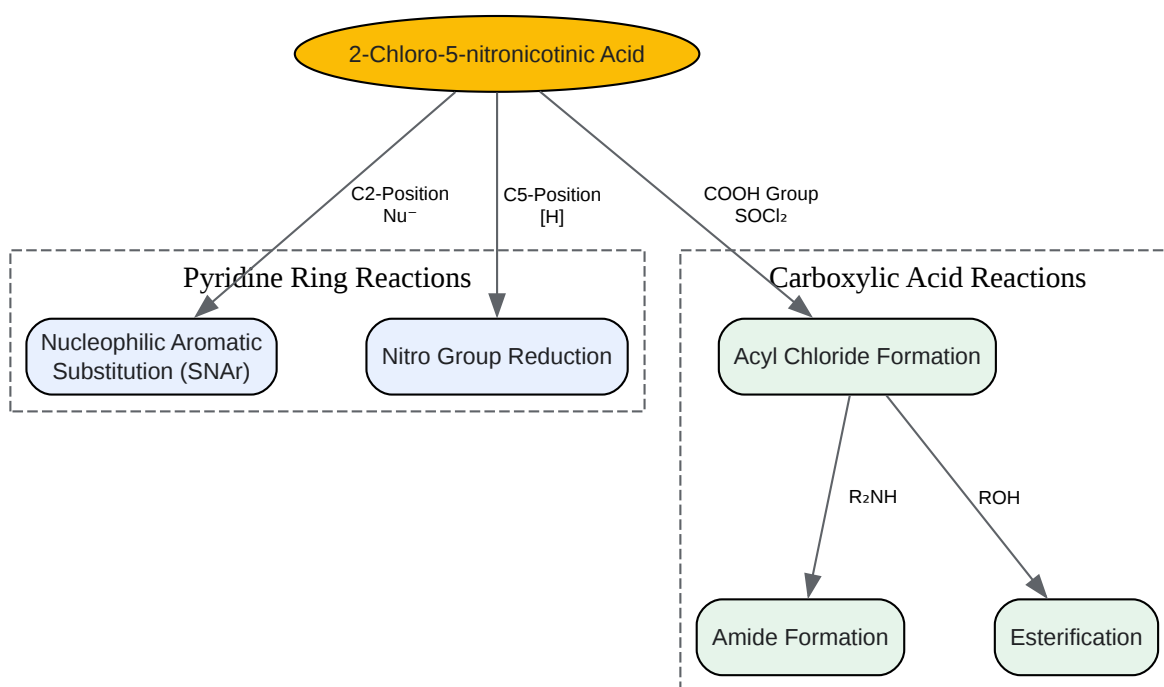 2-Chloro-5-nitronicotinic Acid
C2-Position
Nu⁻
C5-Position
[H]
COOH Group
SOCl₂
Pyridine Ring Reactions
Carboxylic Acid Reactions
Nucleophilic Aromatic
Substitution (SNAr)
Nitro Group Reduction
Acyl Chloride Formation
R₂NH
ROH
Amide Formation
Esterification